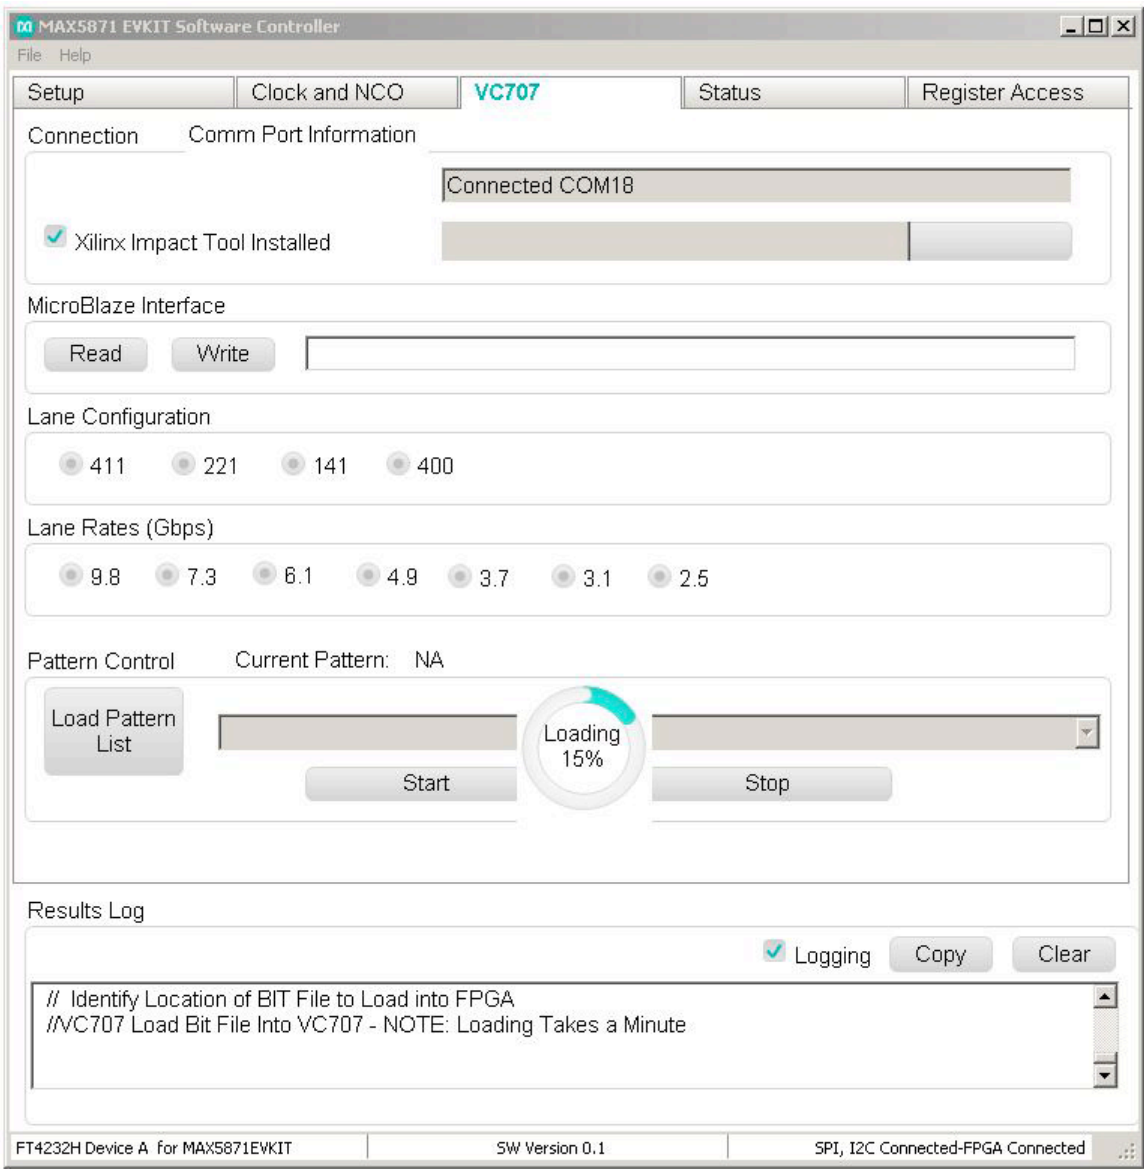 MAX5871 EVKIT Software Controller
File Help
Setup Clock and NCO VC707 Status Register Access
Connection Comm Port Information
Connected COM18
Xilinx Impact Tool Installed
MicroBlaze Interface
Read Write
Lane Configuration
411 221 141 400
Lane Rates (Gbps)
9.8 7.3 6.1 4.9 3.7 3.1 2.5
Pattern Control Current Pattern: NA
Load Pattern
List
Loading
15%
Start Stop
Results Log
Logging Copy Clear
// Identify Location of BIT File to Load into FPGA
//VC707 Load Bit File Into VC707 - NOTE: Loading Takes a Minute
FT4232H Device A for MAX5871EVKIT SW Version 0.1 SPI, I2C Connected-FPGA Connected